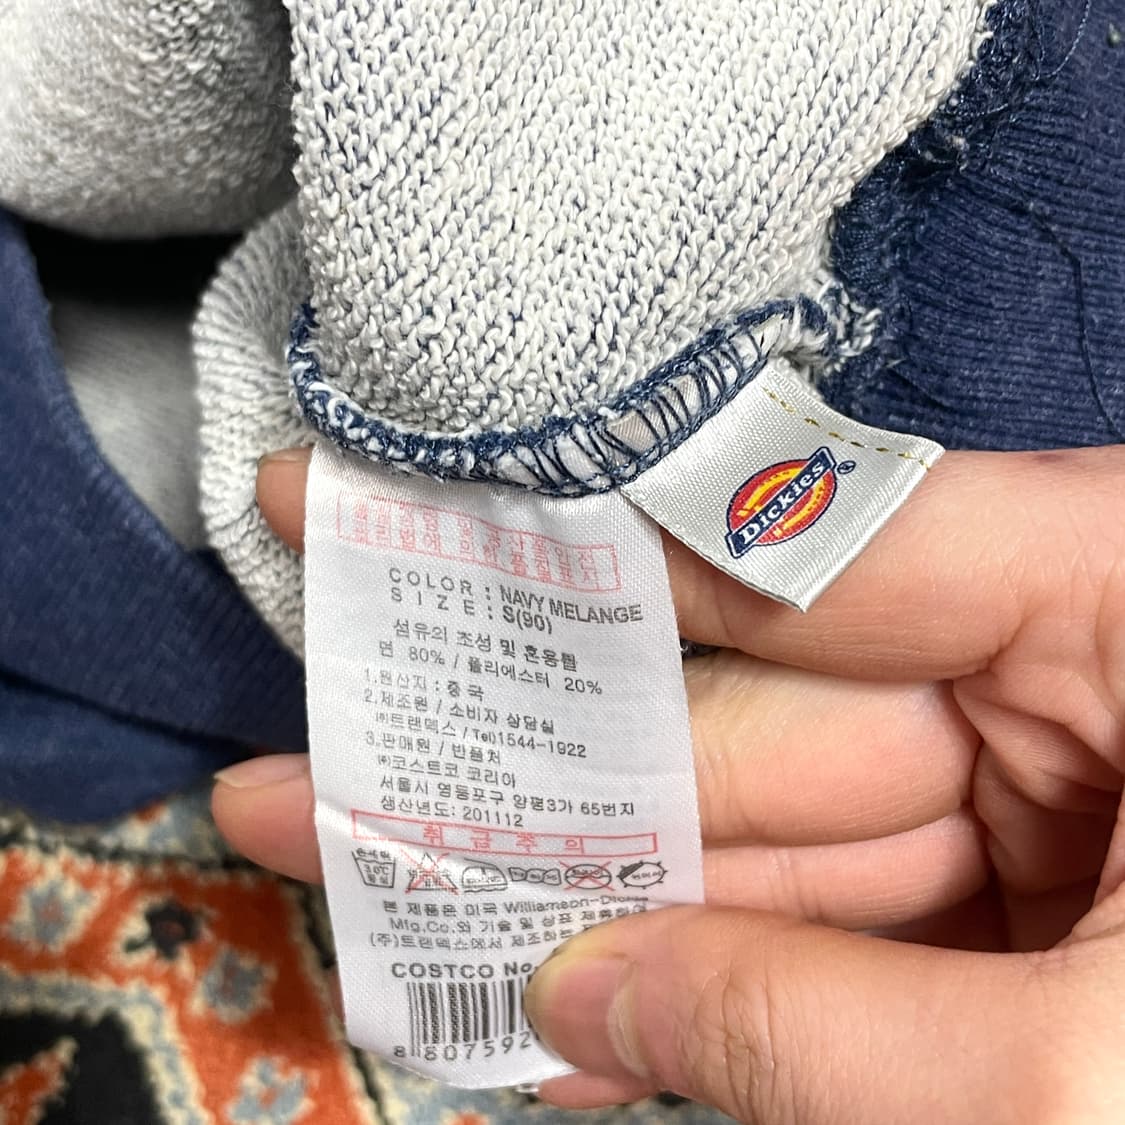 Dickies ®
COLOR : NAVY MELANGE
S I Z E : S(90)
섬유의 조성 및 혼용률
면 80% / 폴리에스터 20%
1.원산지 : 중국
2.제조원 / 소비자 상담실
㈜트랜덱스 / Tel)1544-1922
3.판매원 / 반품처
㈜코스트코 코리아
서울시 영등포구 양평3가 65번지
생산년도: 201112
취 급 주 의
본 제품은 미국 Williamson-Dickie
Mfg.Co.와 기술 및 상표 제휴하여
(주)트랜덱스에서 제조하는
COSTCO No.
8 807592